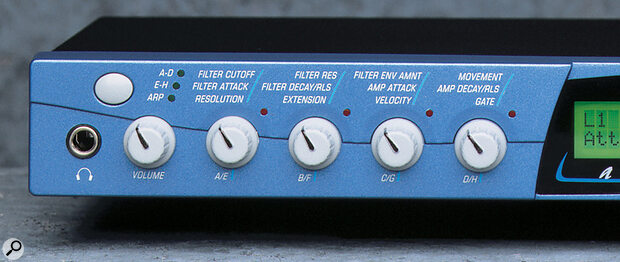 A-D FILTER CUTOFF FILTER RES FILTER ENV AMNT MOVEMENT
E-H FILTER ATTACK FILTER DECAY/RLS AMP ATTACK AMP DECAY/RLS
ARP RESOLUTION EXTENSION VELOCITY GATE
L1
Att
a
VOLUME A/E B/F C/G D/H